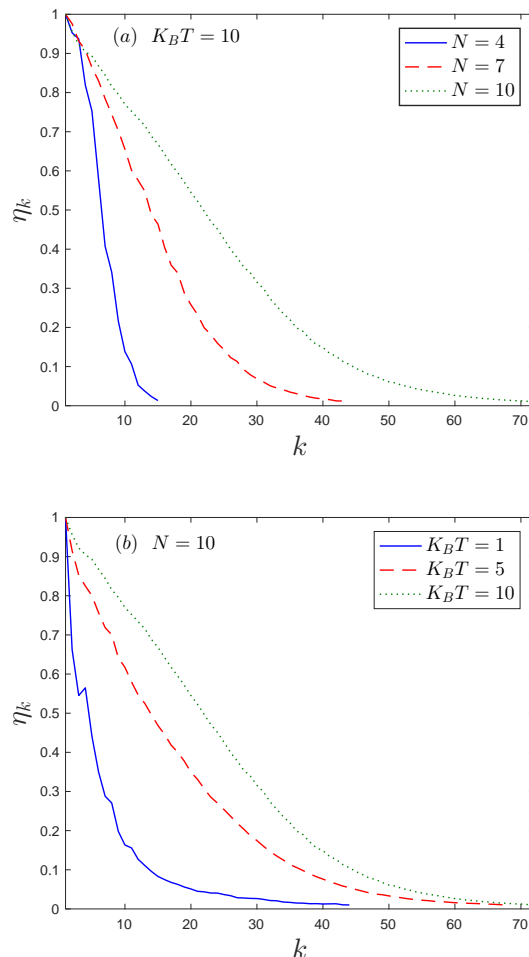 (a) K_BT = 10
N = 4
N = 7
N = 10
1
0.9
0.8
0.7
0.6
0.5
0.4
0.3
0.2
0.1
0
η_k
10 20 30 40 50 60 70
k
(b) N = 10
K_BT = 1
K_BT = 5
K_BT = 10
1
0.9
0.8
0.7
0.6
0.5
0.4
0.3
0.2
0.1
0
η_k
10 20 30 40 50 60 70
k